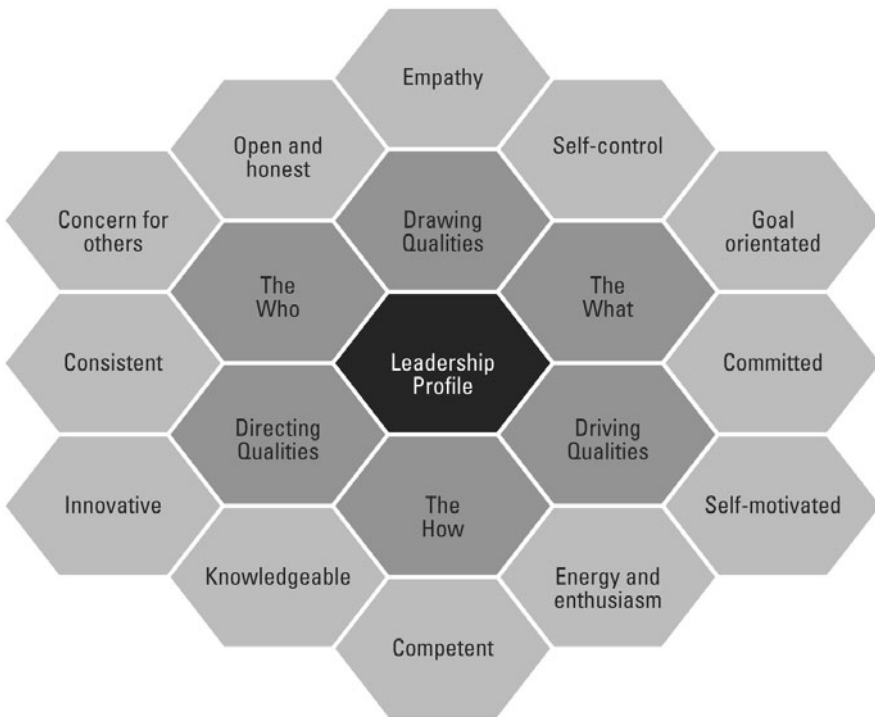 Empathy
Open and
honest
Self-control
Concern for
others
Drawing
Qualities
Goal
orientated
The
Who
The
What
Consistent
Leadership
Profile
Committed
Directing
Qualities
Driving
Qualities
Innovative
The
How
Self-motivated
Knowledgeable
Energy and
enthusiasm
Competent